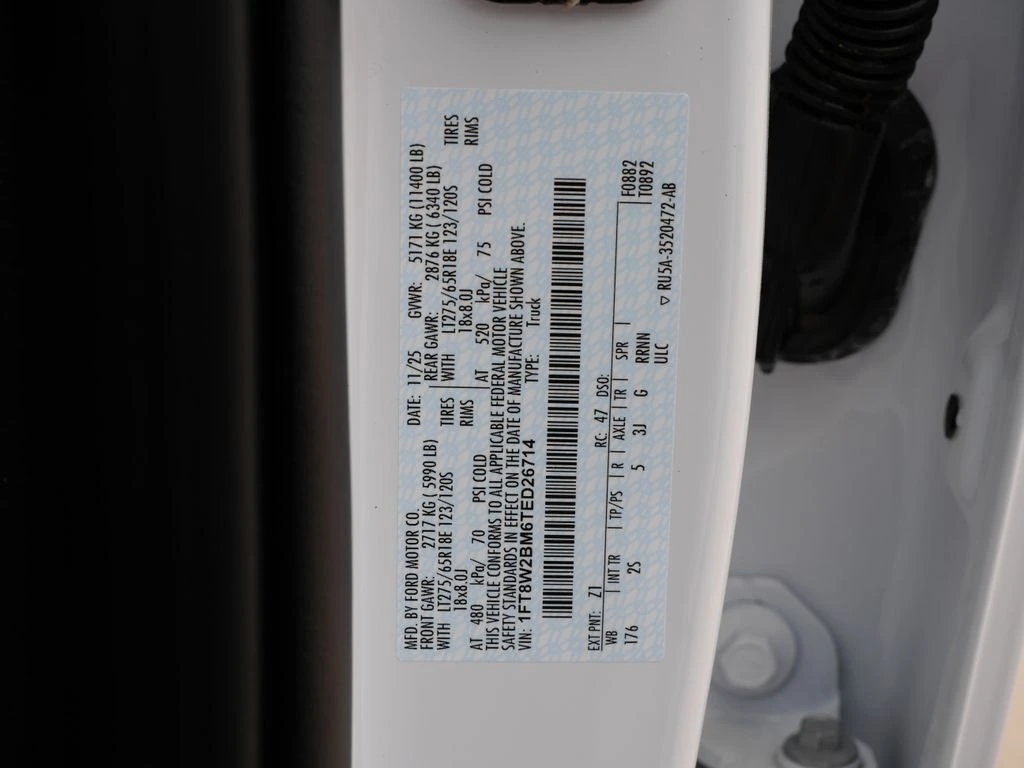 MFD. BY FORD MOTOR CO. DATE: 11/25 GVWR: 5171 KG (11400 LB)
FRONT GAWR: 2717 KG ( 5990 LB) REAR GAWR: 2876 KG ( 6340 LB)
WITH LT275/65R18E 123/120S TIRES WITH LT275/65R18E 123/120S TIRES
18x8.0J RIMS 18x8.0J RIMS
AT 480 kPa/ 70 PSI COLD AT 520 kPa/ 75 PSI COLD
THIS VEHICLE CONFORMS TO ALL APPLICABLE FEDERAL MOTOR VEHICLE
SAFETY STANDARDS IN EFFECT ON THE DATE OF MANUFACTURE SHOWN ABOVE.
VIN: 1FT8W2BM6TED26714 TYPE: Truck
EXT PNT: Z1 RC: 47 DSO:
WB INT TR TP/PS R AXLE TR SPR F0882
176 2S 5 3J G RRNN T0892
ULC
▽ RU5A-3520472-AB